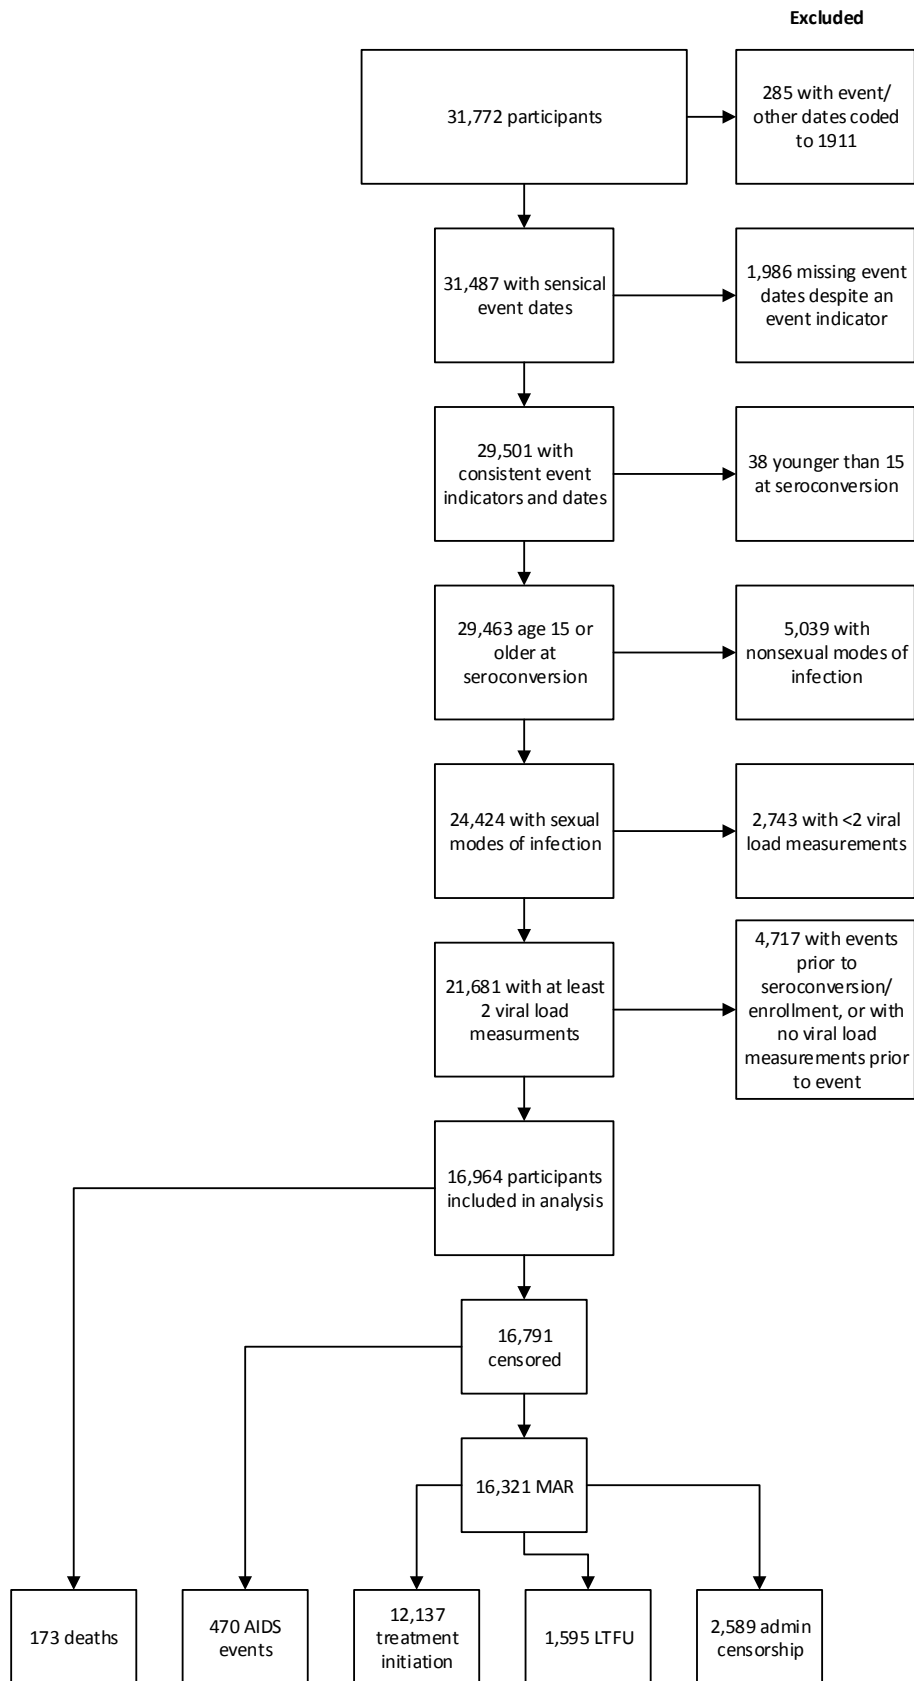 Excluded
31,772 participants
285 with event/
other dates coded
to 1911
31,487 with sensical
event dates
1,986 missing event
dates despite an
event indicator
29,501 with
consistent event
indicators and dates
38 younger than 15
at seroconversion
29,463 age 15 or
older at
seroconversion
5,039 with
nonsexual modes of
infection
24,424 with sexual
modes of infection
2,743 with <2 viral
load measurements
21,681 with at least
2 viral load
measurments
4,717 with events
prior to
seroconversion/
enrollment, or with
no viral load
measurements prior
to event
16,964 participants
included in analysis
16,791
censored
16,321 MAR
173 deaths
470 AIDS
events
12,137
treatment
initiation
1,595 LTFU
2,589 admin
censorship